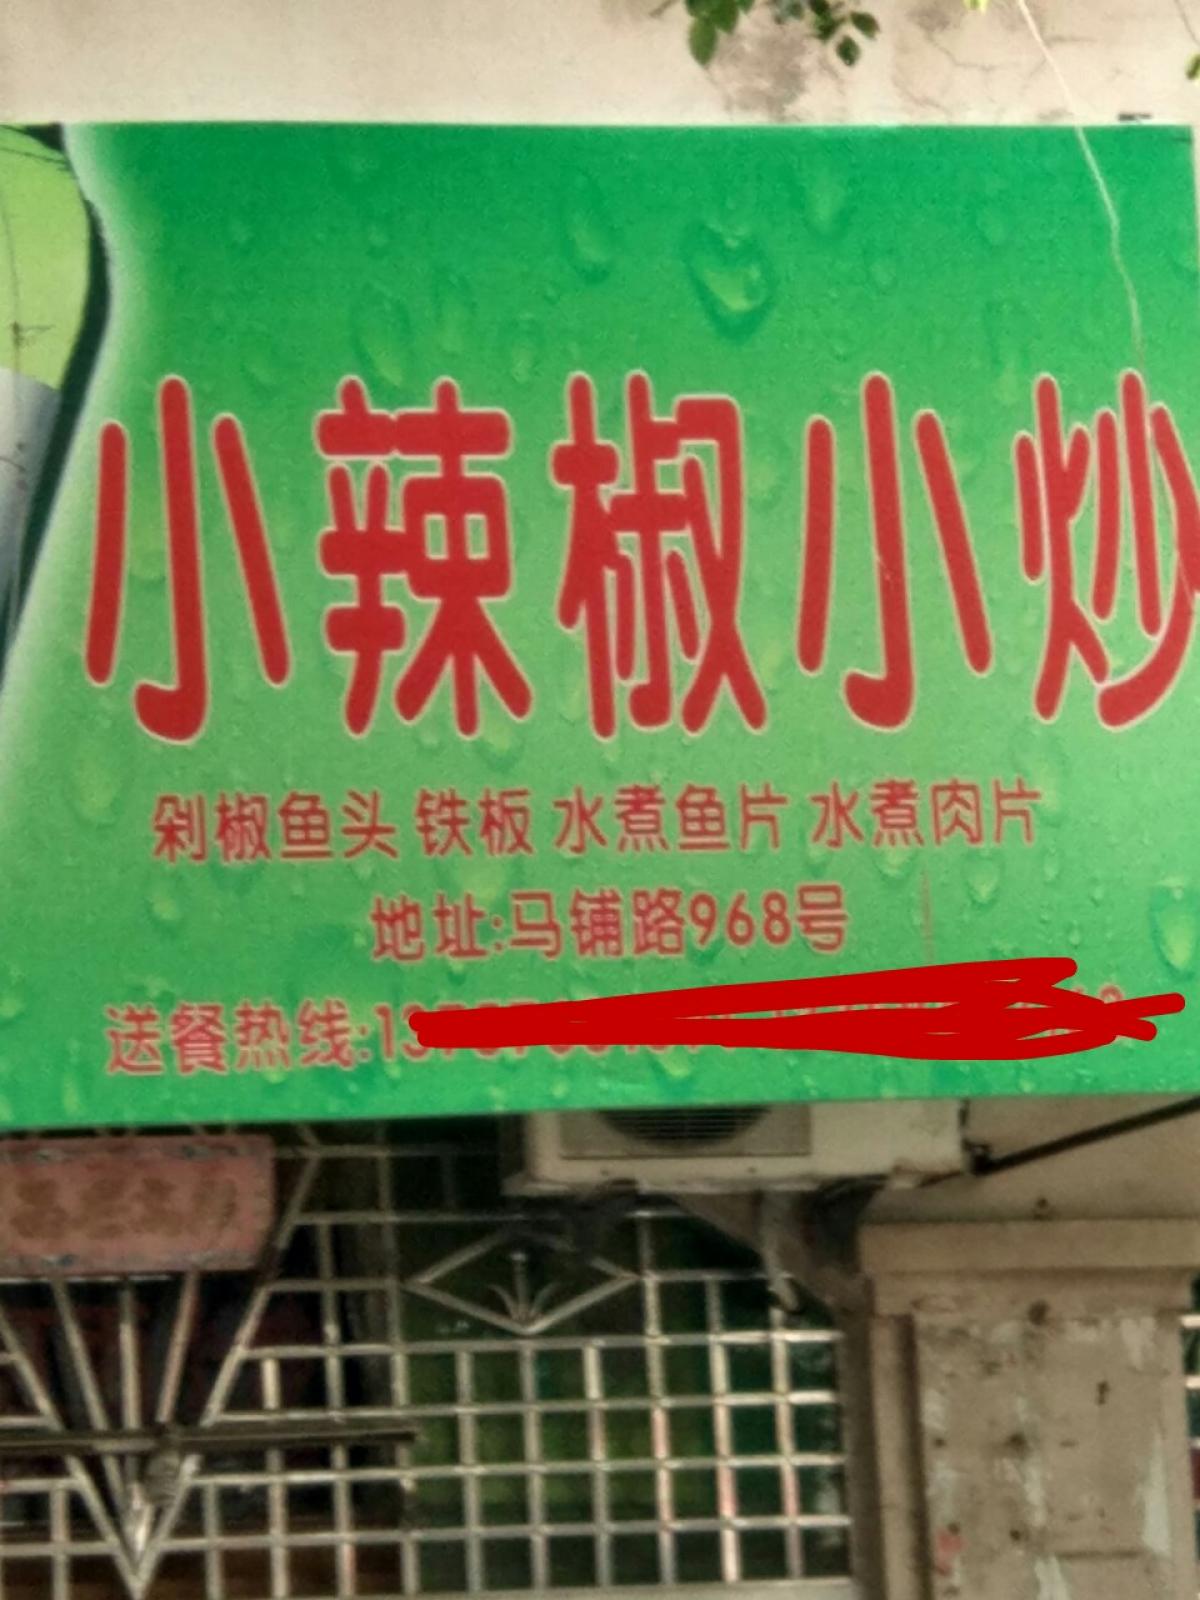 小辣椒小炒
剁椒鱼头 铁板 水煮鱼片 水煮肉片
地址:马铺路968号
送餐热线: